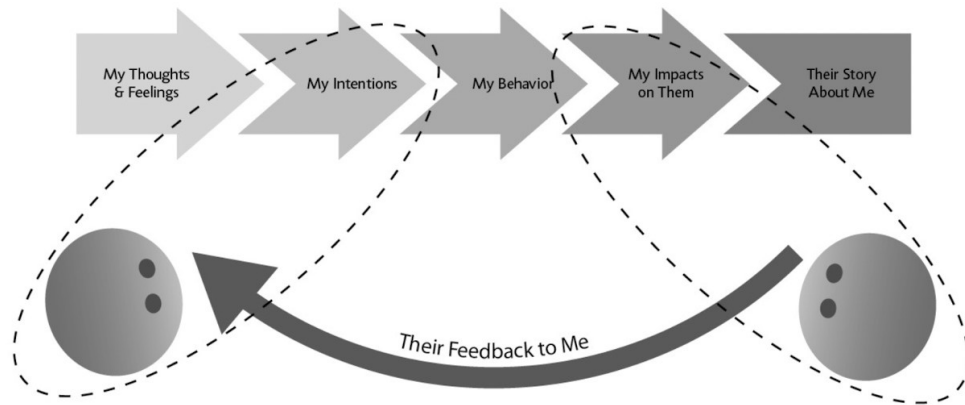 My Thoughts
& Feelings
My Intentions
My Behavior
My Impacts
on Them
Their Story
About Me
Their Feedback to Me